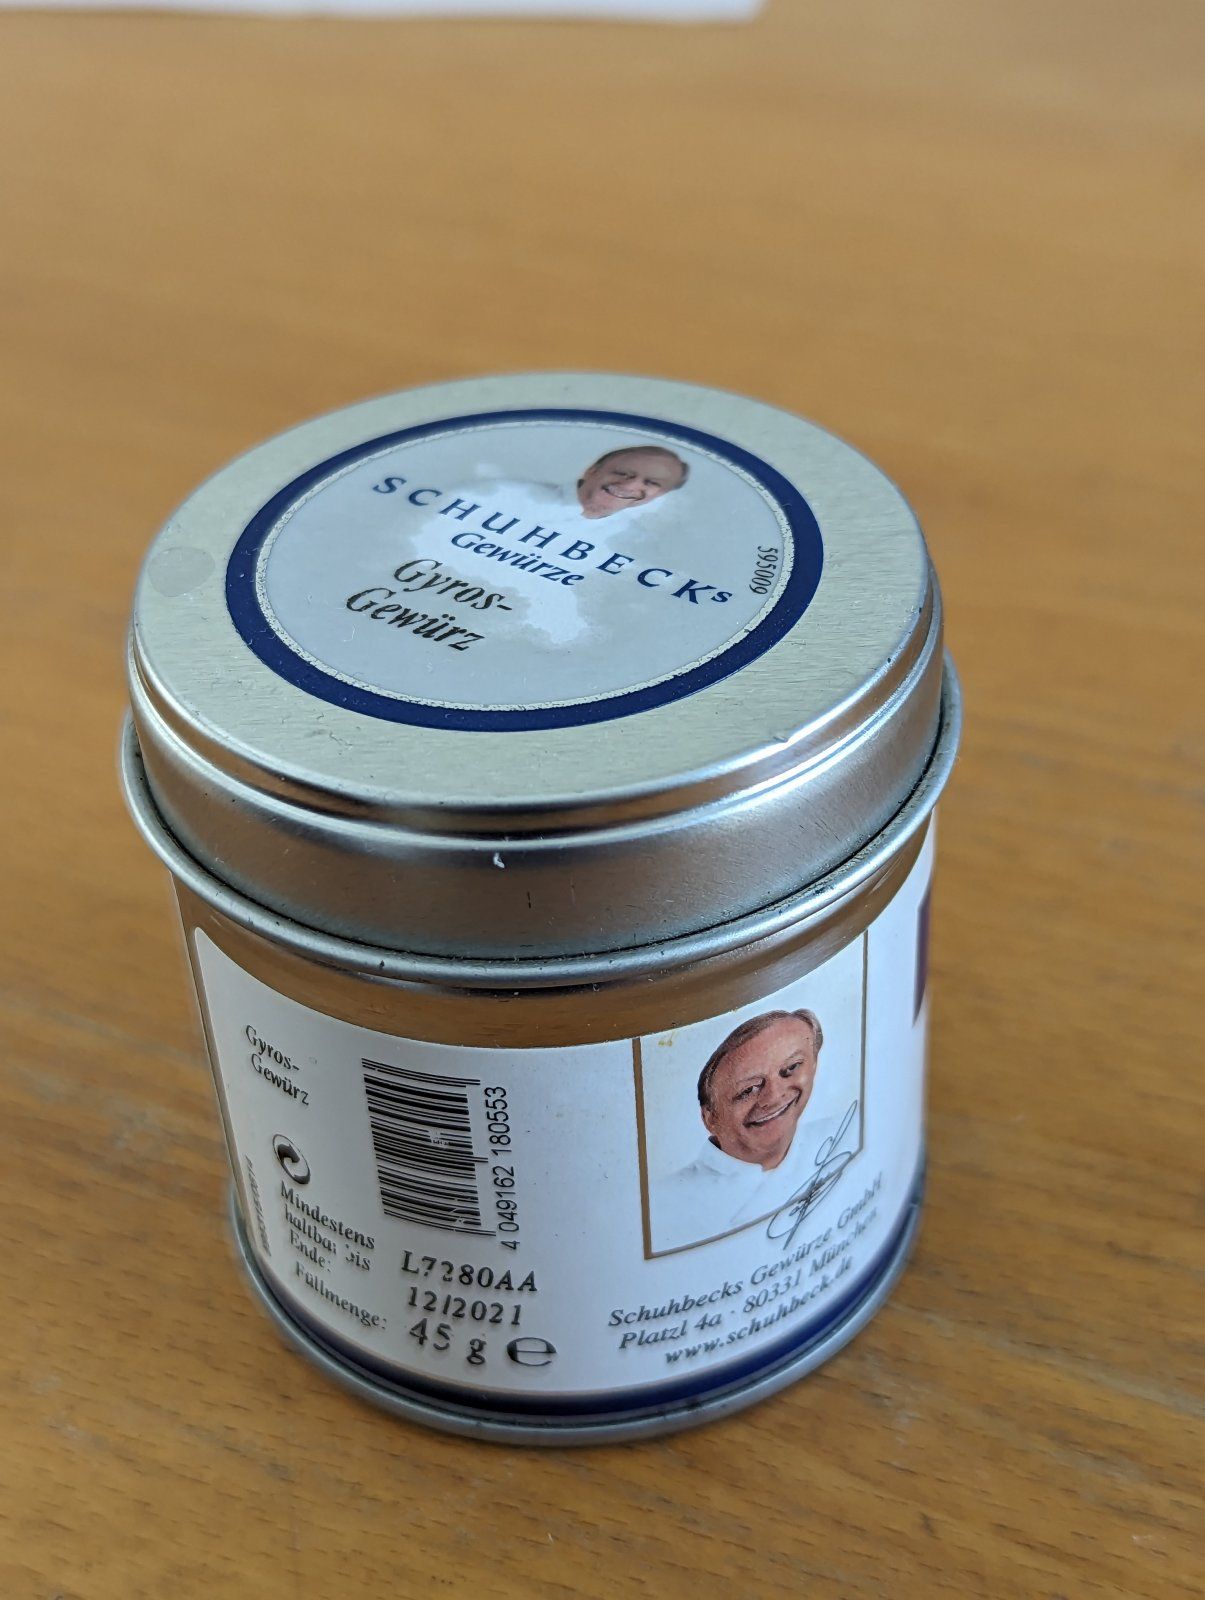 SCHUHBECKs
Gewürze
Gyros-
Gewürz
595009
Gyros-
Gewürz
4 049162 180553
Mindestens
haltbar bis
Ende:
L7280AA
12/2021
Füllmenge: 45 g e
Schuhbecks Gewürze GmbH
Platzl 4a · 80331 München
www.schuhbeck.de